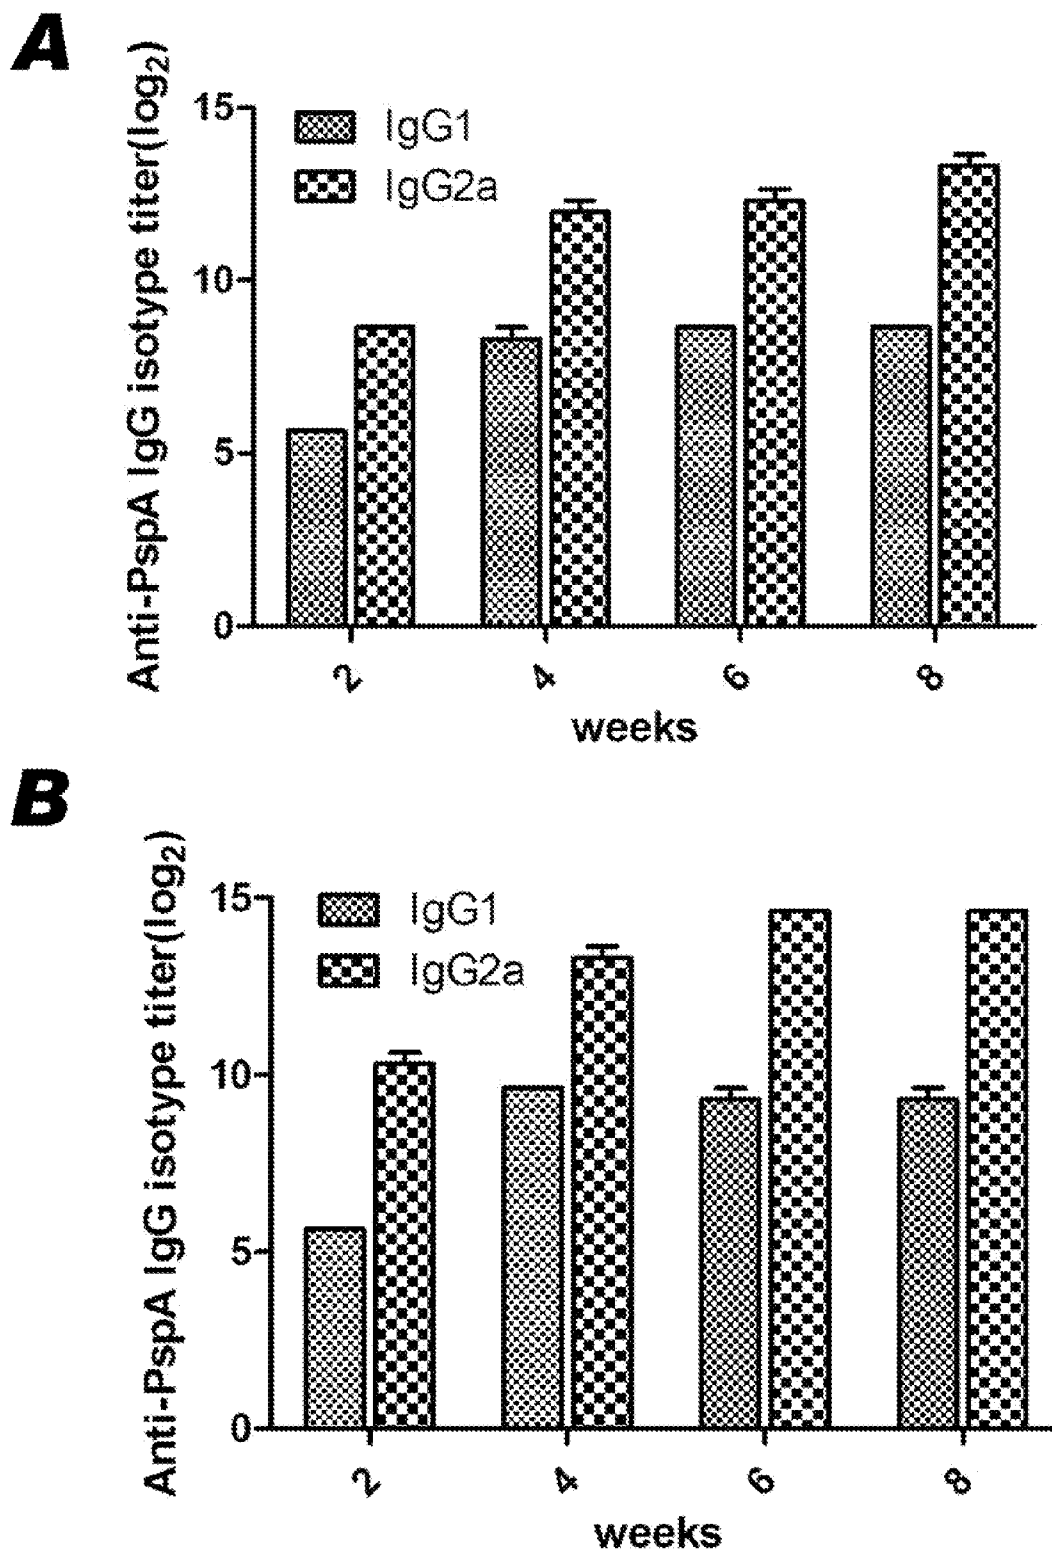 A
Anti-PspA IgG isotype titer(log2)
15
10
5
0
IgG1
IgG2a
2 4 6 8
weeks
B
Anti-PspA IgG isotype titer(log2)
15
10
5
0
IgG1
IgG2a
2 4 6 8
weeks